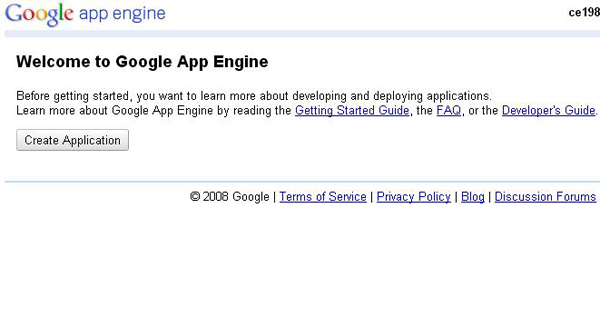 Google app engine
ce198
Welcome to Google App Engine
Before getting started, you want to learn more about developing and deploying applications.
Learn more about Google App Engine by reading the Getting Started Guide, the FAQ, or the Developer's Guide.
Create Application
© 2008 Google | Terms of Service | Privacy Policy | Blog | Discussion Forums